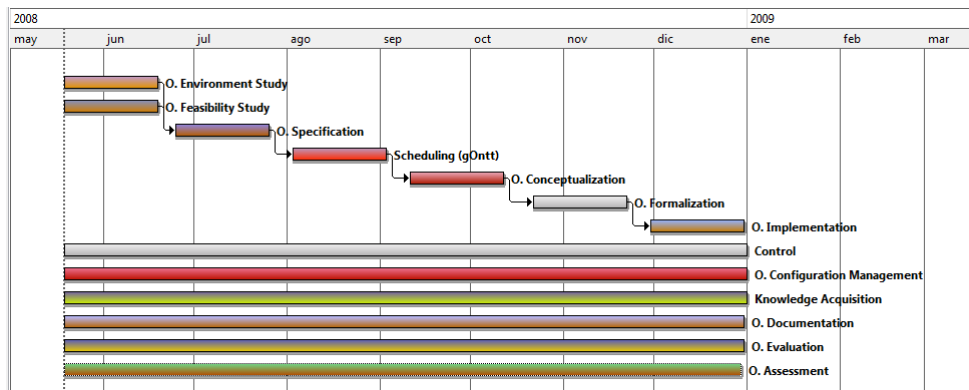 2008 2009
may jun jul ago sep oct nov dic ene feb mar
O. Environment Study
O. Feasibility Study
O. Specification
Scheduling (gOntt)
O. Conceptualization
O. Formalization
O. Implementation
Control
O. Configuration Management
Knowledge Acquisition
O. Documentation
O. Evaluation
O. Assessment